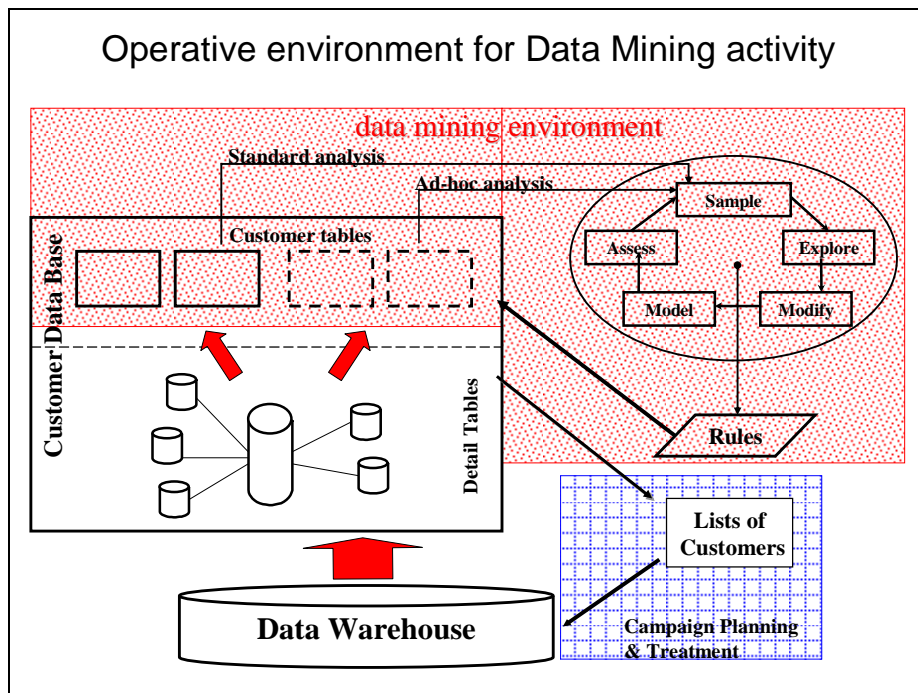 Operative environment for Data Mining activity
data mining environment
Standard analysis
Ad-hoc analysis
Sample
Customer tables
Assess
Explore
Model
Modify
Customer Data Base
Detail Tables
Rules
Lists of
Customers
Data Warehouse
Campaign Planning
& Treatment